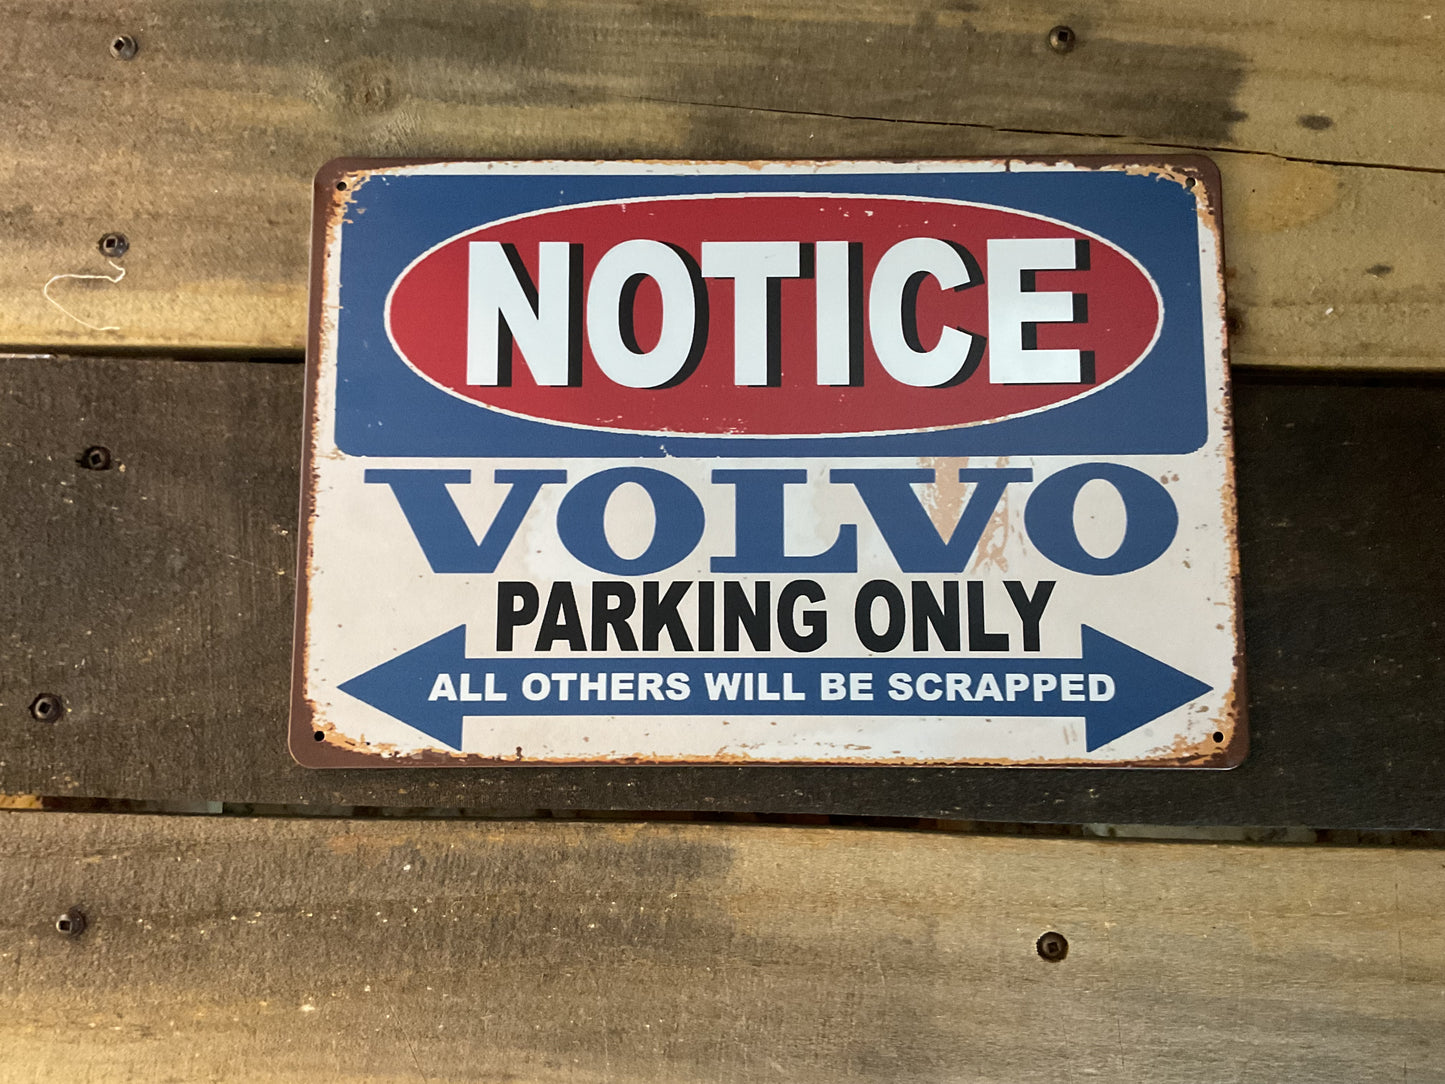 NOTICE
VOLVO
PARKING ONLY
ALL OTHERS WILL BE SCRAPPED